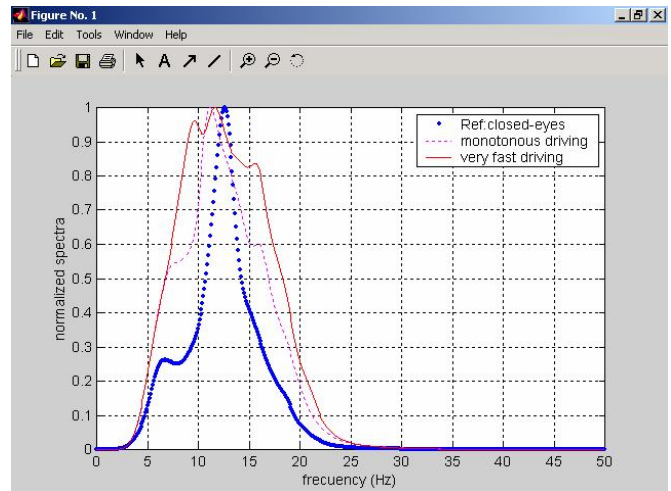 Figure No. 1
File Edit Tools Window Help
A
Ref:closed-eyes
monotonous driving
very fast driving
normalized spectra
1
0.9
0.8
0.7
0.6
0.5
0.4
0.3
0.2
0.1
0
0 5 10 15 20 25 30 35 40 45 50
frecuency (Hz)